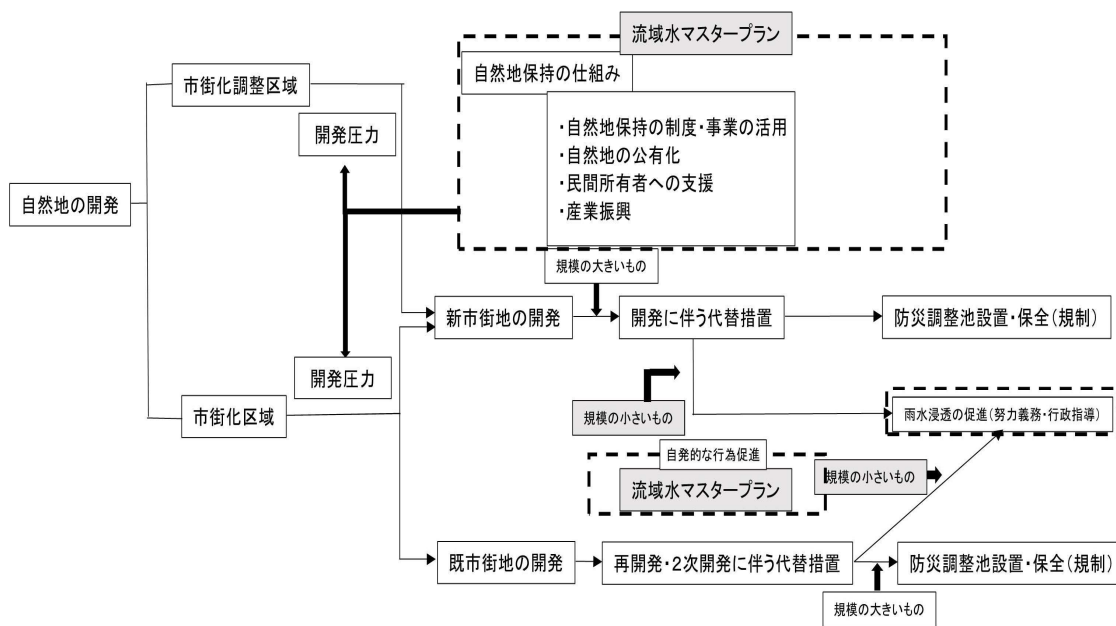 流域水マスタープラン
自然地保持の仕組み
市街化調整区域
・自然地保持の制度・事業の活用
開発圧力
・自然地の公有化
・民間所有者への支援
自然地の開発
・産業振興
規模の大きいもの
新市街地の開発
開発に伴う代替措置
防災調整池設置・保全(規制)
開発圧力
市街化区域
規模の小さいもの
雨水浸透の促進(努力義務・行政指導)
自発的な行為促進
流域水マスタープラン
規模の小さいもの
既市街地の開発
再開発・2次開発に伴う代替措置
防災調整池設置・保全(規制)
規模の大きいもの